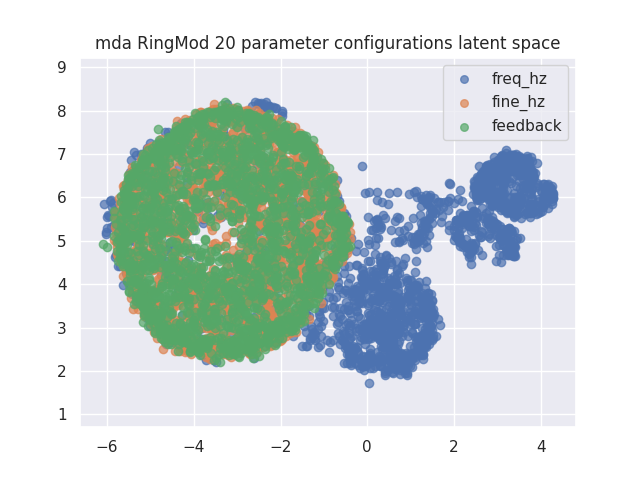 mda RingMod 20 parameter configurations latent space
9
8
7
6
5
4
3
2
1
freq_hz
fine_hz
feedback
−6 −4 −2 0 2 4